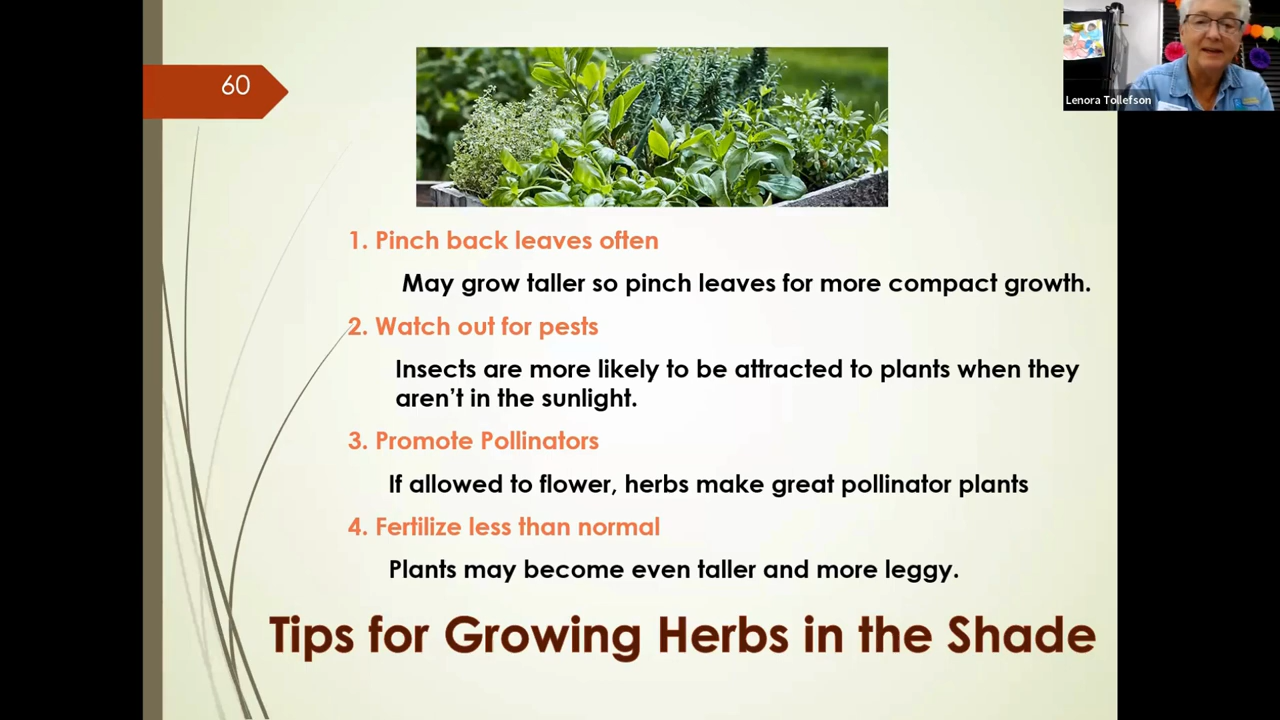 60
Lenora Tollefson
1. Pinch back leaves often
May grow taller so pinch leaves for more compact growth.
2. Watch out for pests
Insects are more likely to be attracted to plants when they
aren't in the sunlight.
3. Promote Pollinators
If allowed to flower, herbs make great pollinator plants
4. Fertilize less than normal
Plants may become even taller and more leggy.
Tips for Growing Herbs in the Shade